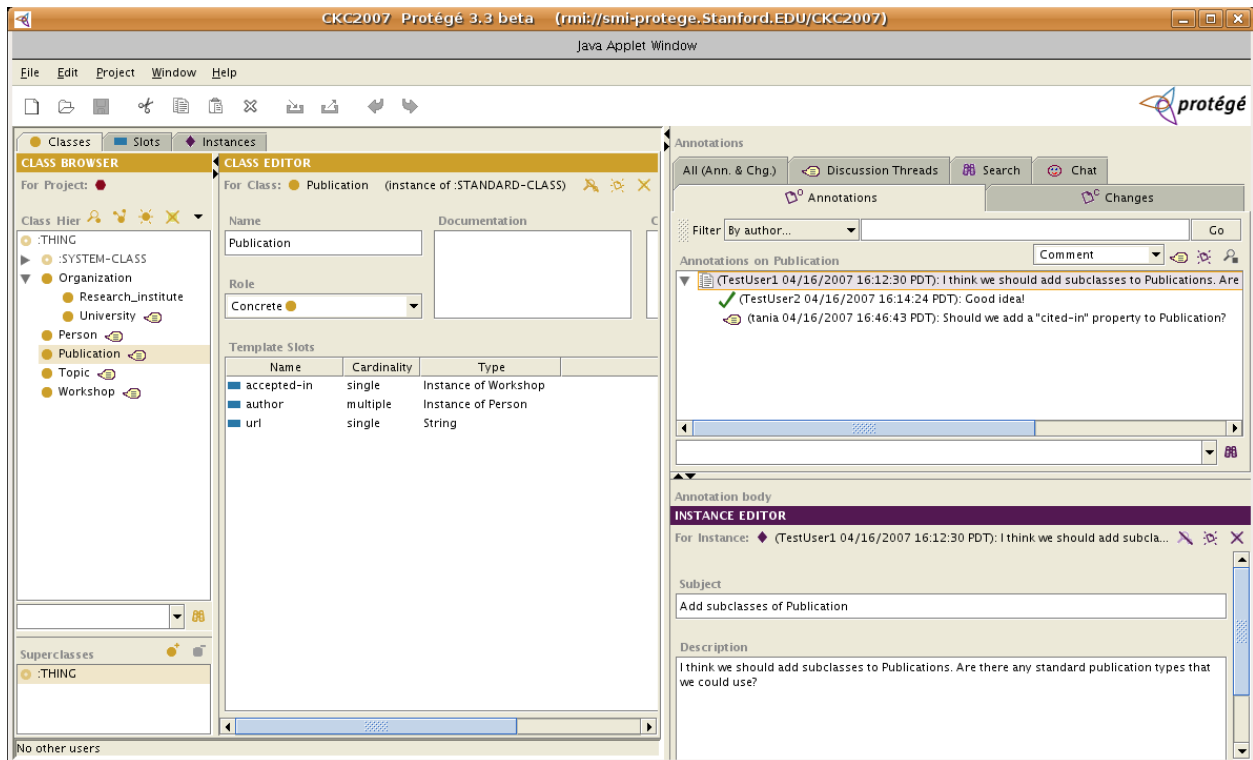 CKC2007 Protégé 3.3 beta (rmi://smi-protege.Stanford.EDU/CKC2007)
Java Applet Window
File Edit Project Window Help
protégé
Classes Slots Instances
CLASS BROWSER
For Project:
Class Hier
:THING
:SYSTEM-CLASS
Organization
Research_institute
University
Person
Publication
Topic
Workshop
Superclasses
:THING
No other users
CLASS EDITOR
For Class: Publication (instance of :STANDARD-CLASS)
Name Documentation C
Publication
Role
Concrete
Template Slots
Name Cardinality Type
accepted-in single Instance of Workshop
author multiple Instance of Person
url single String
Annotations
All (Ann. & Chg.) Discussion Threads Search Chat
Annotations Changes
Filter By author... Go
Annotations on Publication Comment
(TestUser1 04/16/2007 16:12:30 PDT): I think we should add subclasses to Publications. Are
(TestUser2 04/16/2007 16:14:24 PDT): Good idea!
(tania 04/16/2007 16:46:43 PDT): Should we add a "cited-in" property to Publication?
Annotation body
INSTANCE EDITOR
For Instance: (TestUser1 04/16/2007 16:12:30 PDT): I think we should add subcla...
Subject
Add subclasses of Publication
Description
I think we should add subclasses to Publications. Are there any standard publication types that
we could use?